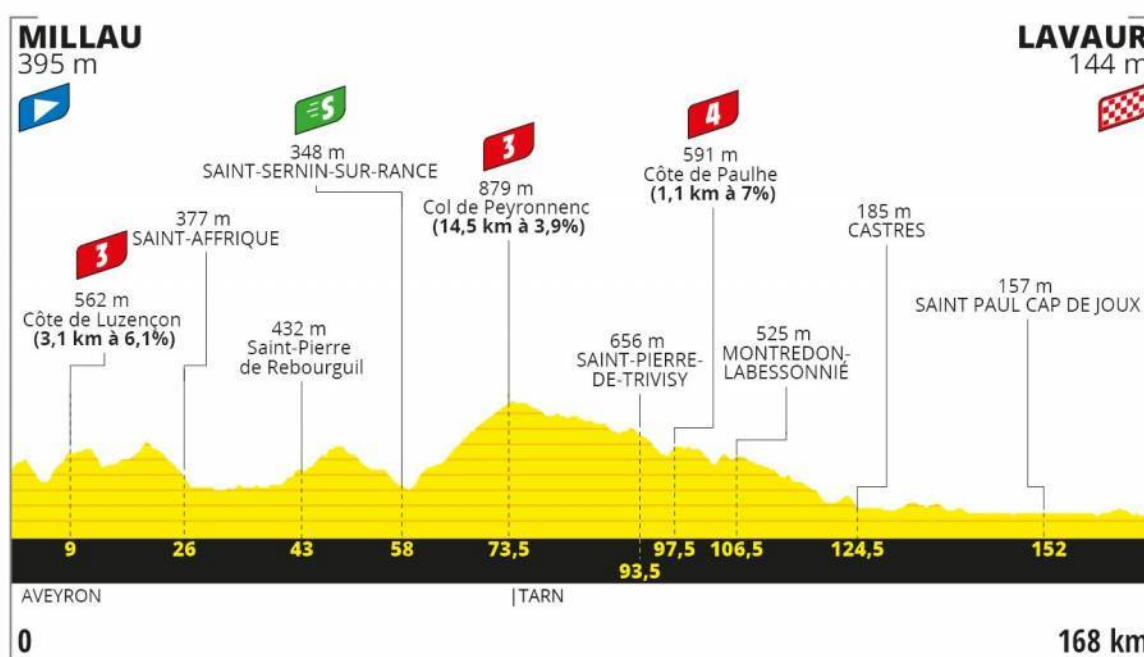 MILLAU
395 m
LAVAUR
144 m
S
348 m
SAINT-SERNIN-SUR-RANCE
3
879 m
Col de Peyronnenc
(14,5 km à 3,9%)
4
591 m
Côte de Paulhe
(1,1 km à 7%)
377 m
SAINT-AFFRIQUE
185 m
CASTRES
3
562 m
Côte de Luzençon
(3,1 km à 6,1%)
432 m
Saint-Pierre
de Rebourguil
656 m
SAINT-PIERRE-
DE-TRIVISY
525 m
MONTREDON-
LABESSONNIÉ
157 m
SAINT PAUL CAP DE JOUX
9 26 43 58 73,5 97,5 106,5 124,5 152
93,5
AVEYRON |TARN
0 168 km